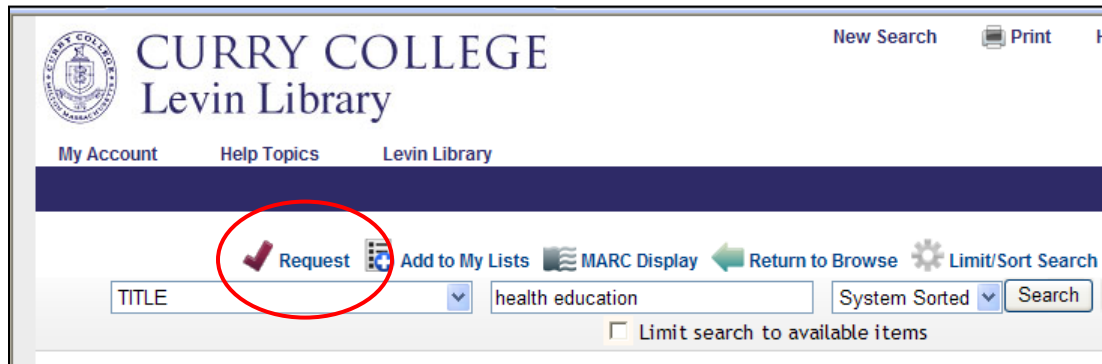 CURRY COLLEGE
Levin Library
New Search Print
My Account Help Topics Levin Library
Request Add to My Lists MARC Display Return to Browse Limit/Sort Search
TITLE health education System Sorted Search
Limit search to available items